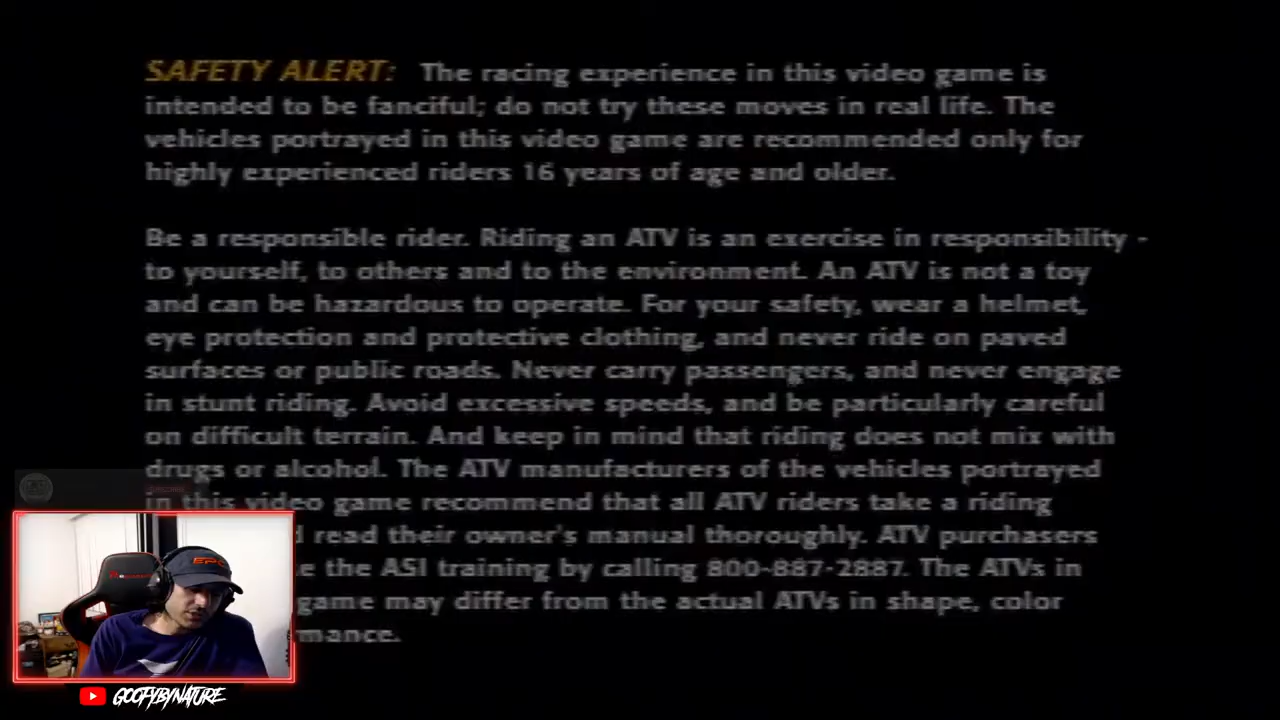 SAFETY ALERT: The racing experience in this video game is
intended to be fanciful; do not try these moves in real life. The
vehicles portrayed in this video game are recommended only for
highly experienced riders 16 years of age and older.
Be a responsible rider. Riding an ATV is an exercise in responsibility -
to yourself, to others and to the environment. An ATV is not a toy
and can be hazardous to operate. For your safety, wear a helmet,
eye protection and protective clothing, and never ride on paved
surfaces or public roads. Never carry passengers, and never engage
in stunt riding. Avoid excessive speeds, and be particularly careful
on difficult terrain. And keep in mind that riding does not mix with
drugs or alcohol. The ATV manufacturers of the vehicles portrayed
in this video game recommend that all ATV riders take a riding
read their owner's manual thoroughly. ATV purchasers
the ASI training by calling 800-887-2887. The ATVs in
game may differ from the actual ATVs in shape, color
mance.
EPC
GOOFYBYNATURE